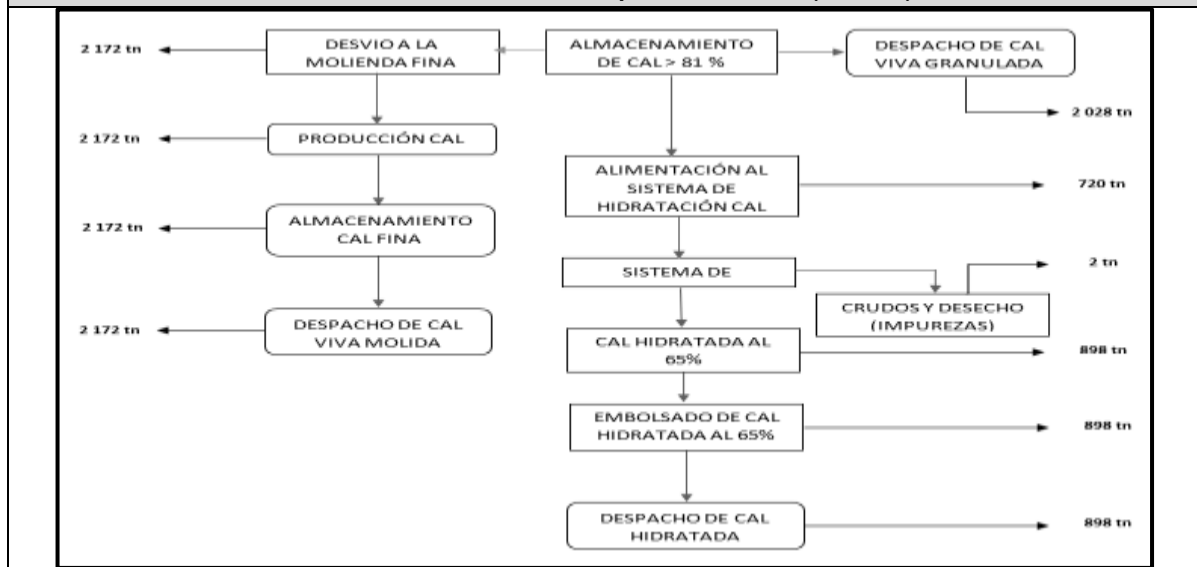 2 172 tn
DESVIO A LA
MOLIENDA FINA
ALMACENAMIENTO
DE CAL > 81 %
DESPACHO DE CAL
VIVA GRANULADA
2 028 tn
2 172 tn
PRODUCCIÓN CAL
ALIMENTACIÓN AL
SISTEMA DE
HIDRATACIÓN CAL
720 tn
2 172 tn
ALMACENAMIENTO
CAL FINA
SISTEMA DE
2 tn
CRUDOS Y DESECHO
(IMPUREZAS)
2 172 tn
DESPACHO DE CAL
VIVA MOLIDA
CAL HIDRATADA AL
65%
898 tn
EMBOLSADO DE CAL
HIDRATADA AL 65%
898 tn
DESPACHO DE CAL
HIDRATADA
898 tn